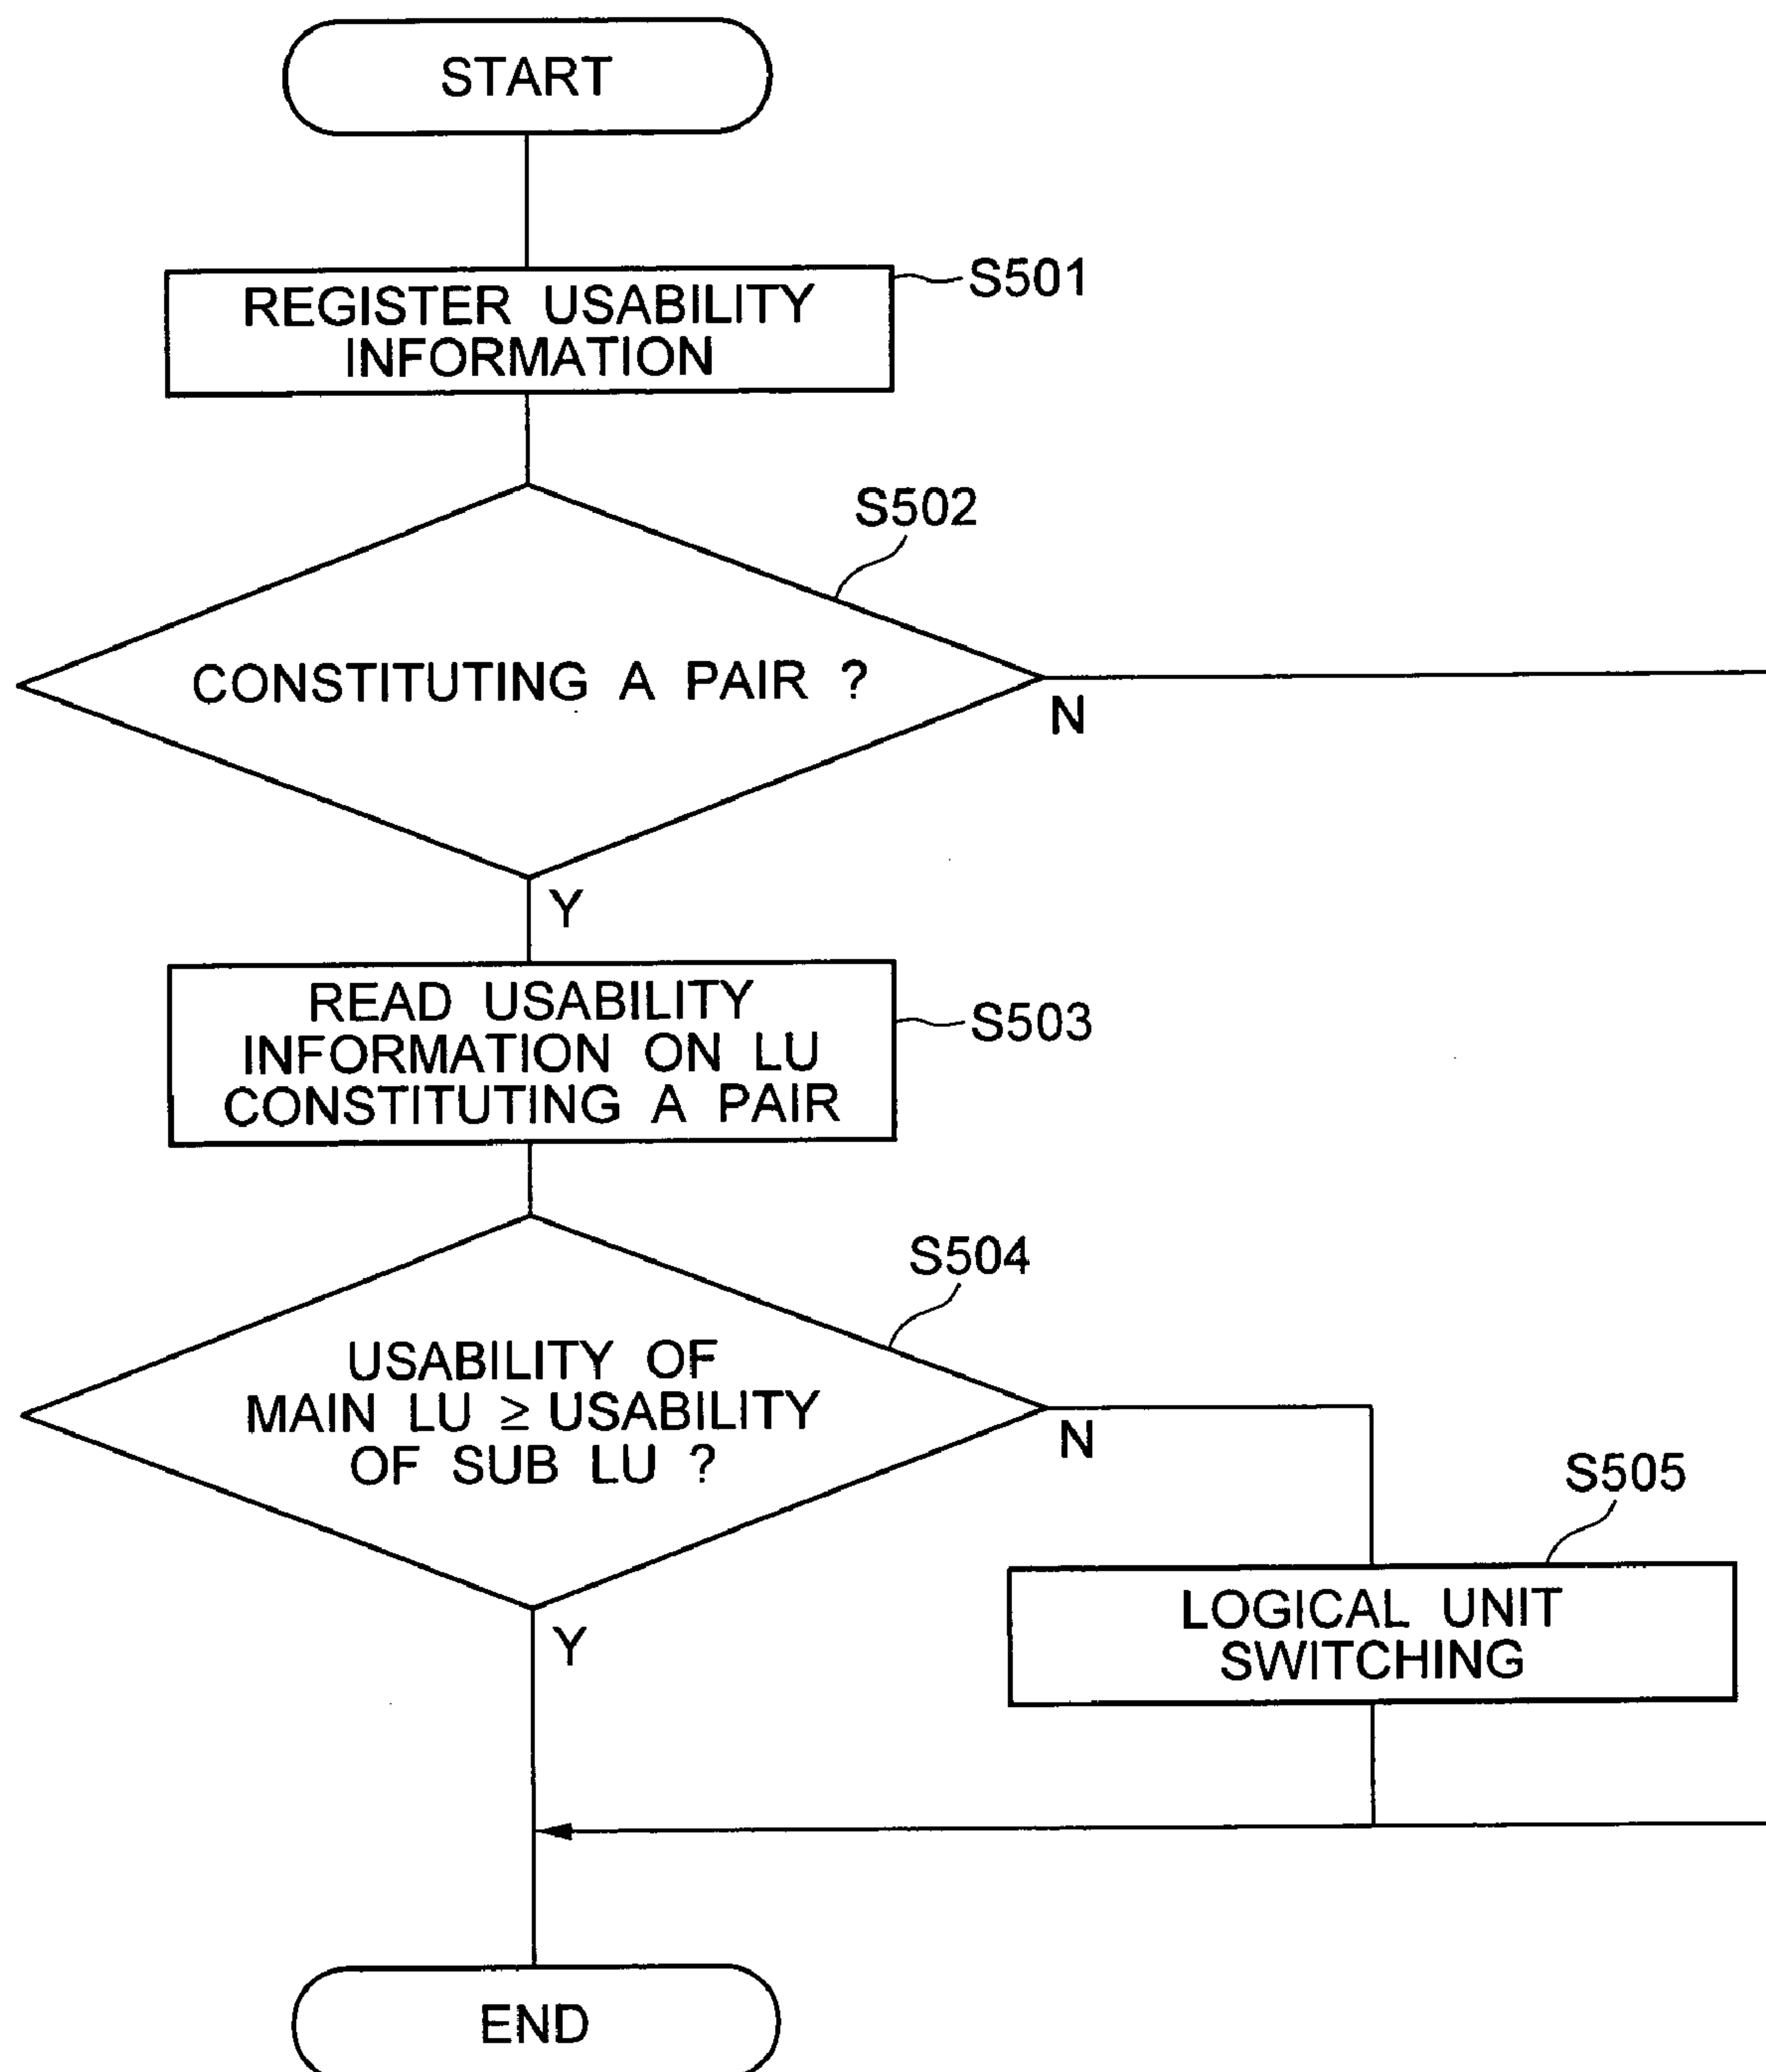 START
REGISTER USABILITY
INFORMATION
S501
S502
CONSTITUTING A PAIR ?
N
Y
READ USABILITY
INFORMATION ON LU
CONSTITUTING A PAIR
S503
S504
USABILITY OF
MAIN LU ≥ USABILITY
OF SUB LU ?
N
Y
S505
LOGICAL UNIT
SWITCHING
END